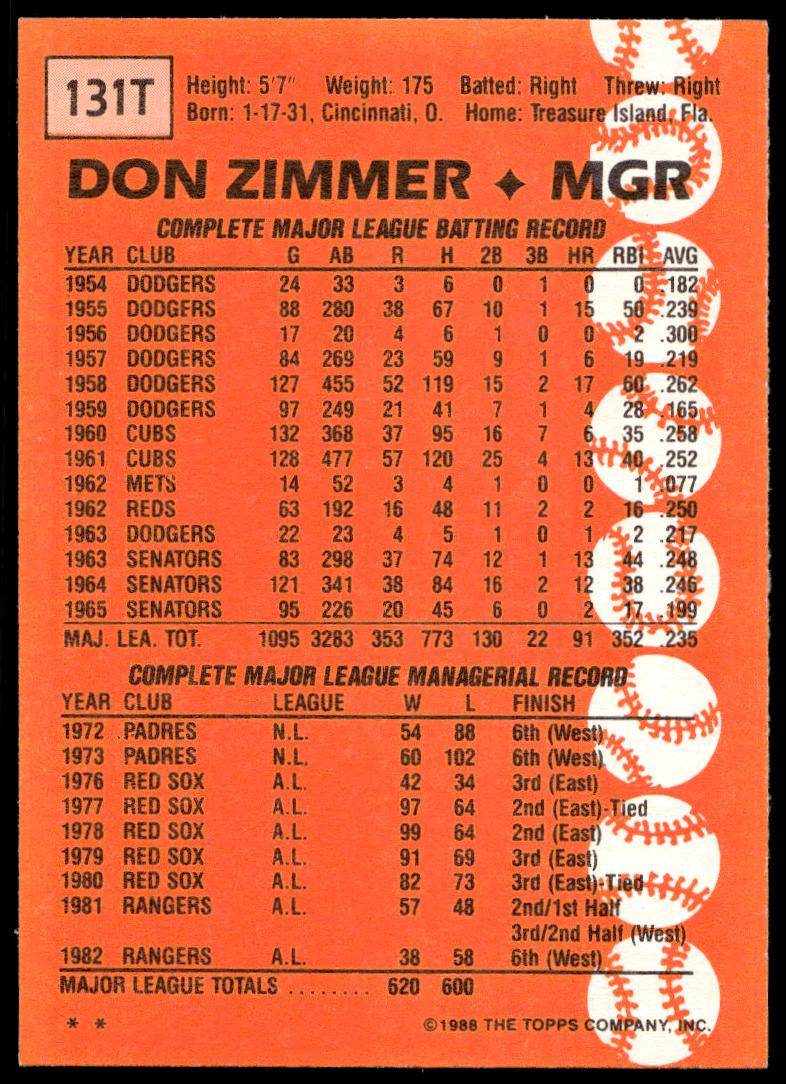 131T
Height: 5'7" Weight: 175 Batted: Right Threw: Right
Born: 1-17-31, Cincinnati, O. Home: Treasure Island, Fla.
DON ZIMMER ✦ MGR
COMPLETE MAJOR LEAGUE BATTING RECORD
YEAR CLUB G AB R H 2B 3B HR RBI AVG
1954 DODGERS 24 33 3 6 0 1 0 0 .182
1955 DODGERS 88 280 38 67 10 1 15 50 .239
1956 DODGERS 17 20 4 6 1 0 0 2 .300
1957 DODGERS 84 269 23 59 9 1 6 19 .219
1958 DODGERS 127 455 52 119 15 2 17 60 .262
1959 DODGERS 97 249 21 41 7 1 4 28 .165
1960 CUBS 132 368 37 95 16 7 6 35 .258
1961 CUBS 128 477 57 120 25 4 13 40 .252
1962 METS 14 52 3 4 1 0 0 1 .077
1962 REDS 63 192 16 48 11 2 2 16 .250
1963 DODGERS 22 23 4 5 1 0 1 2 .217
1963 SENATORS 83 298 37 74 12 1 13 44 .248
1964 SENATORS 121 341 38 84 16 2 12 38 .246
1965 SENATORS 95 226 20 45 6 0 2 17 .199
MAJ. LEA. TOT. 1095 3283 353 773 130 22 91 352 .235
COMPLETE MAJOR LEAGUE MANAGERIAL RECORD
YEAR CLUB LEAGUE W L FINISH
1972 PADRES N.L. 54 88 6th (West)
1973 PADRES N.L. 60 102 6th (West)
1976 RED SOX A.L. 42 34 3rd (East)
1977 RED SOX A.L. 97 64 2nd (East)-Tied
1978 RED SOX A.L. 99 64 2nd (East)
1979 RED SOX A.L. 91 69 3rd (East)
1980 RED SOX A.L. 82 73 3rd (East)-Tied
1981 RANGERS A.L. 57 48 2nd/1st Half
3rd/2nd Half (West)
1982 RANGERS A.L. 38 58 6th (West)
MAJOR LEAGUE TOTALS ........ 620 600
* * ©1988 THE TOPPS COMPANY, INC.